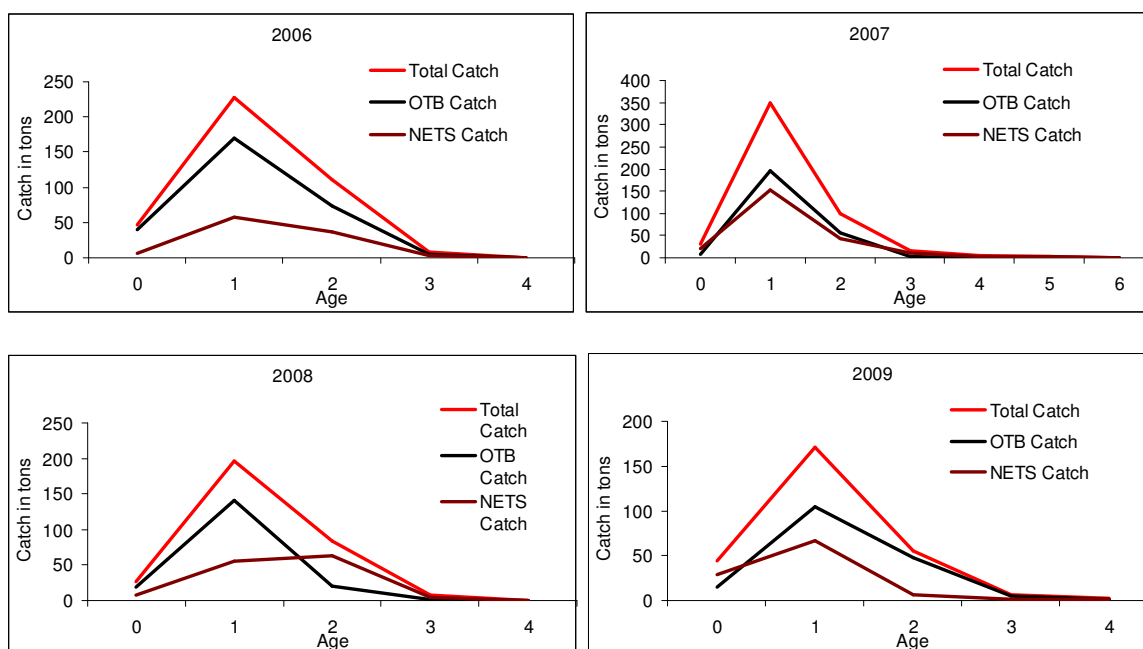 2006
Total Catch
OTB Catch
NETS Catch
Catch in tons
250
200
150
100
50
0
0 1 2 3 4
Age
2007
Total Catch
OTB Catch
NETS Catch
Catch in tons
400
350
300
250
200
150
100
50
0
0 1 2 3 4 5 6
Age
2008
Total
Catch
OTB
Catch
NETS
Catch
Catch in tons
250
200
150
100
50
0
0 1 2 3 4
Age
2009
Total Catch
OTB Catch
NETS Catch
Catch in tons
200
150
100
50
0
0 1 2 3 4
Age